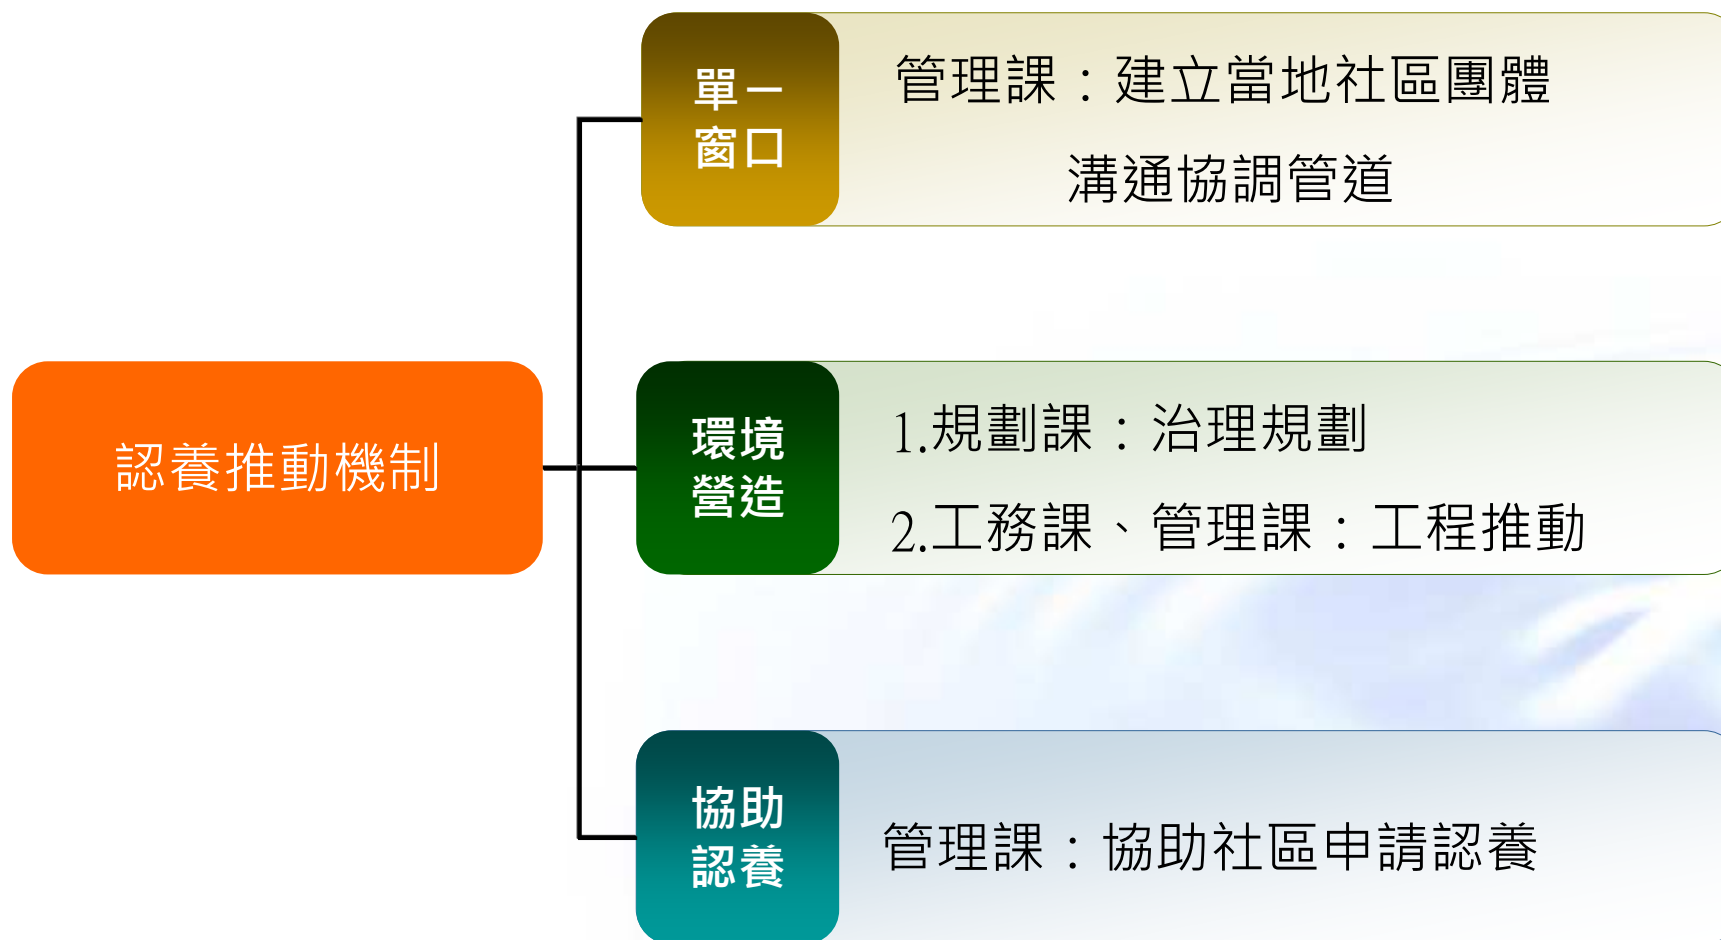 單一
窗口
管理課：建立當地社區團體
溝通協調管道
認養推動機制
環境
營造
1.規劃課：治理規劃
2.工務課、管理課：工程推動
協助
認養
管理課：協助社區申請認養